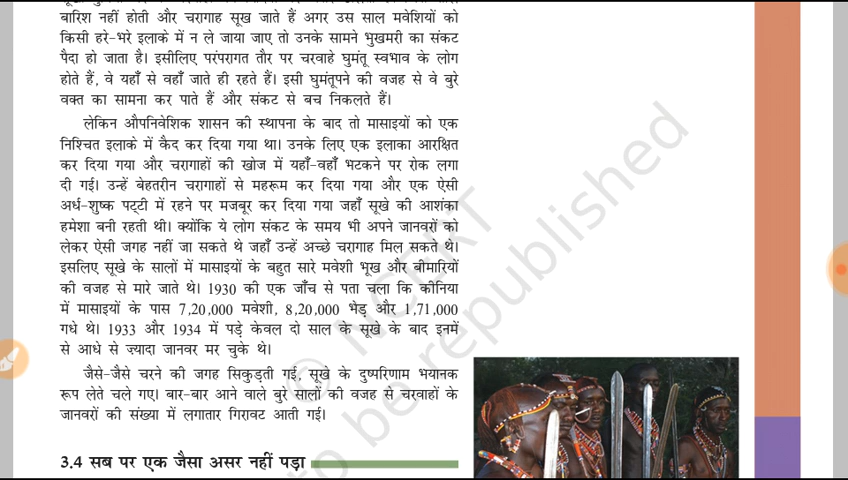 बारिश नहीं होती और चरागाह सूख जाते हैं अगर उस साल मवेशियों को
किसी हरे-भरे इलाके में न ले जाया जाए तो उनके सामने भुखमरी का संकट
पैदा हो जाता है। इसीलिए परंपरागत तौर पर चरवाहे घुमंतू स्वभाव के लोग
होते हैं, वे यहाँ से वहाँ जाते ही रहते हैं। इसी घुमंतूपने की वजह से वे बुरे
वक्त का सामना कर पाते हैं और संकट से बच निकलते हैं।
लेकिन औपनिवेशिक शासन की स्थापना के बाद तो मासाइयों को एक
निश्चित इलाके में कैद कर दिया गया था। उनके लिए एक इलाका आरक्षित
कर दिया गया और चरागाहों की खोज में यहाँ-वहाँ भटकने पर रोक लगा
दी गई। उन्हें बेहतरीन चरागाहों से महरूम कर दिया गया और एक ऐसी
अर्ध-शुष्क पट्टी में रहने पर मजबूर कर दिया गया जहाँ सूखे की आशंका
हमेशा बनी रहती थी। क्योंकि ये लोग संकट के समय भी अपने जानवरों को
लेकर ऐसी जगह नहीं जा सकते थे जहाँ उन्हें अच्छे चरागाह मिल सकते थे।
इसलिए सूखे के सालों में मासाइयों के बहुत सारे मवेशी भूख और बीमारियों
की वजह से मारे जाते थे। 1930 की एक जाँच से पता चला कि कीनिया
में मासाइयों के पास 7,20,000 मवेशी, 8,20,000 भेड़ और 1,71,000
गधे थे। 1933 और 1934 में पड़े केवल दो साल के सूखे के बाद इनमें
से आधे से ज़्यादा जानवर मर चुके थे।
जैसे-जैसे चरने की जगह सिकुड़ती गई, सूखे के दुष्परिणाम भयानक
रूप लेते चले गए। बार-बार आने वाले बुरे सालों की वजह से चरवाहों के
जानवरों की संख्या में लगातार गिरावट आती गई।
3.4 सब पर एक जैसा असर नहीं पड़ा
© NCERT
to be republished